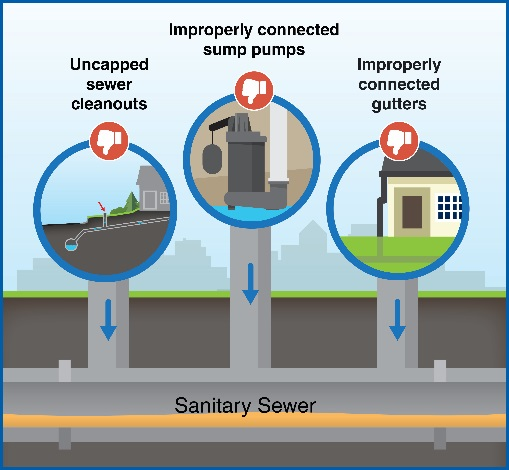 Improperly connected
sump pumps
Uncapped
sewer
cleanouts
Improperly
connected
gutters
Sanitary Sewer